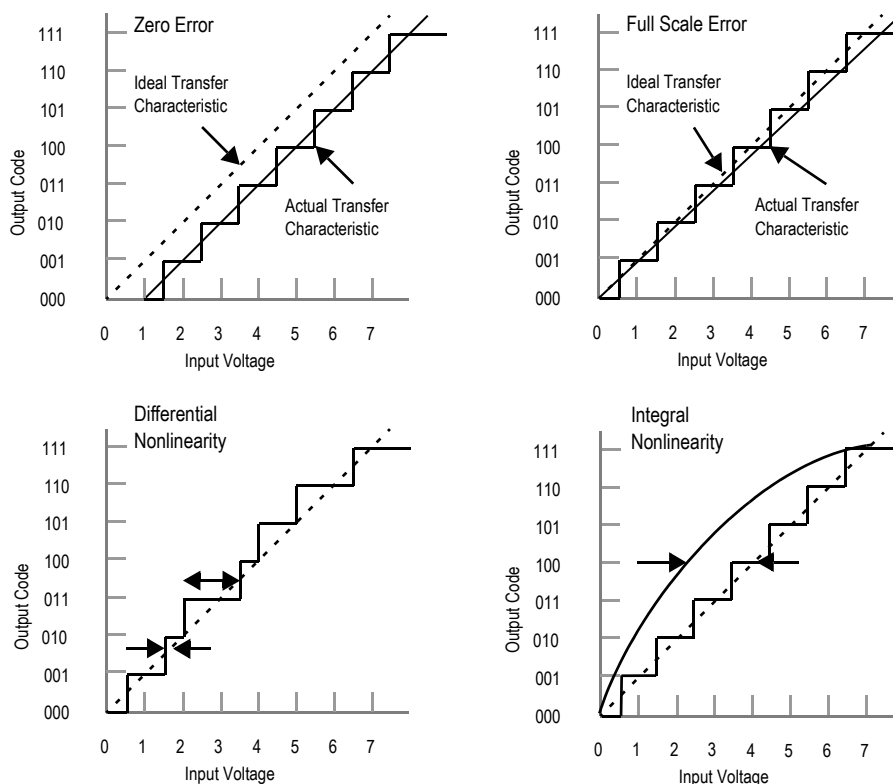 Zero Error
Ideal Transfer
Characteristic
Actual Transfer
Characteristic
Output Code
111
110
101
100
011
010
001
000
0 1 2 3 4 5 6 7
Input Voltage
Full Scale Error
Ideal Transfer
Characteristic
Actual Transfer
Characteristic
Output Code
111
110
101
100
011
010
001
000
0 1 2 3 4 5 6 7
Input Voltage
Differential
Nonlinearity
Output Code
111
110
101
100
011
010
001
000
0 1 2 3 4 5 6 7
Input Voltage
Integral
Nonlinearity
Output Code
111
110
101
100
011
010
001
000
0 1 2 3 4 5 6 7
Input Voltage